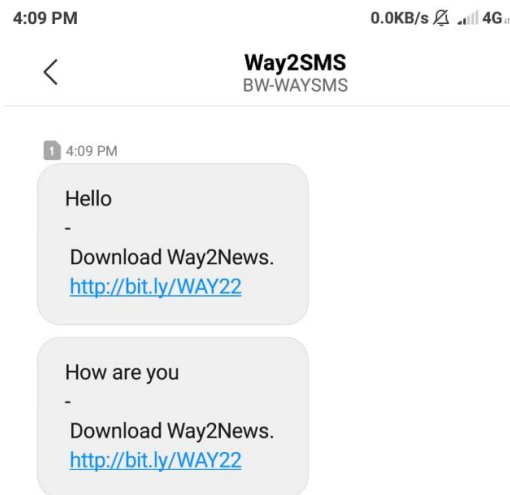 4:09 PM 0.0KB/s 4G
Way2SMS
BW-WAYSMS
1 4:09 PM
Hello
-
Download Way2News.
http://bit.ly/WAY22
How are you
-
Download Way2News.
http://bit.ly/WAY22